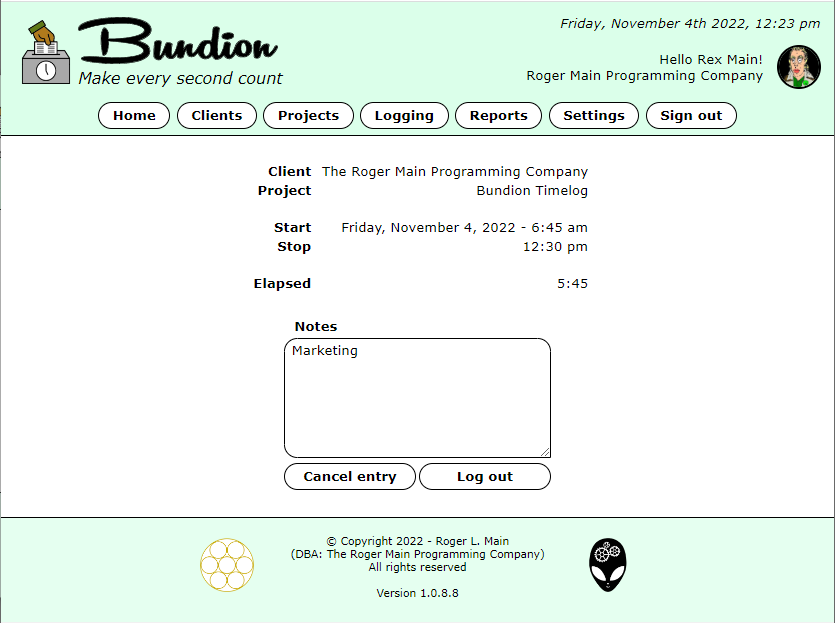 Friday, November 4th 2022, 12:23 pm
Bundion
Make every second count
Hello Rex Main!
Roger Main Programming Company
Home Clients Projects Logging Reports Settings Sign out
Client The Roger Main Programming Company
Project Bundion Timelog
Start Friday, November 4, 2022 - 6:45 am
Stop 12:30 pm
Elapsed 5:45
Notes
Marketing
Cancel entry Log out
© Copyright 2022 - Roger L. Main
(DBA: The Roger Main Programming Company)
All rights reserved
Version 1.0.8.8